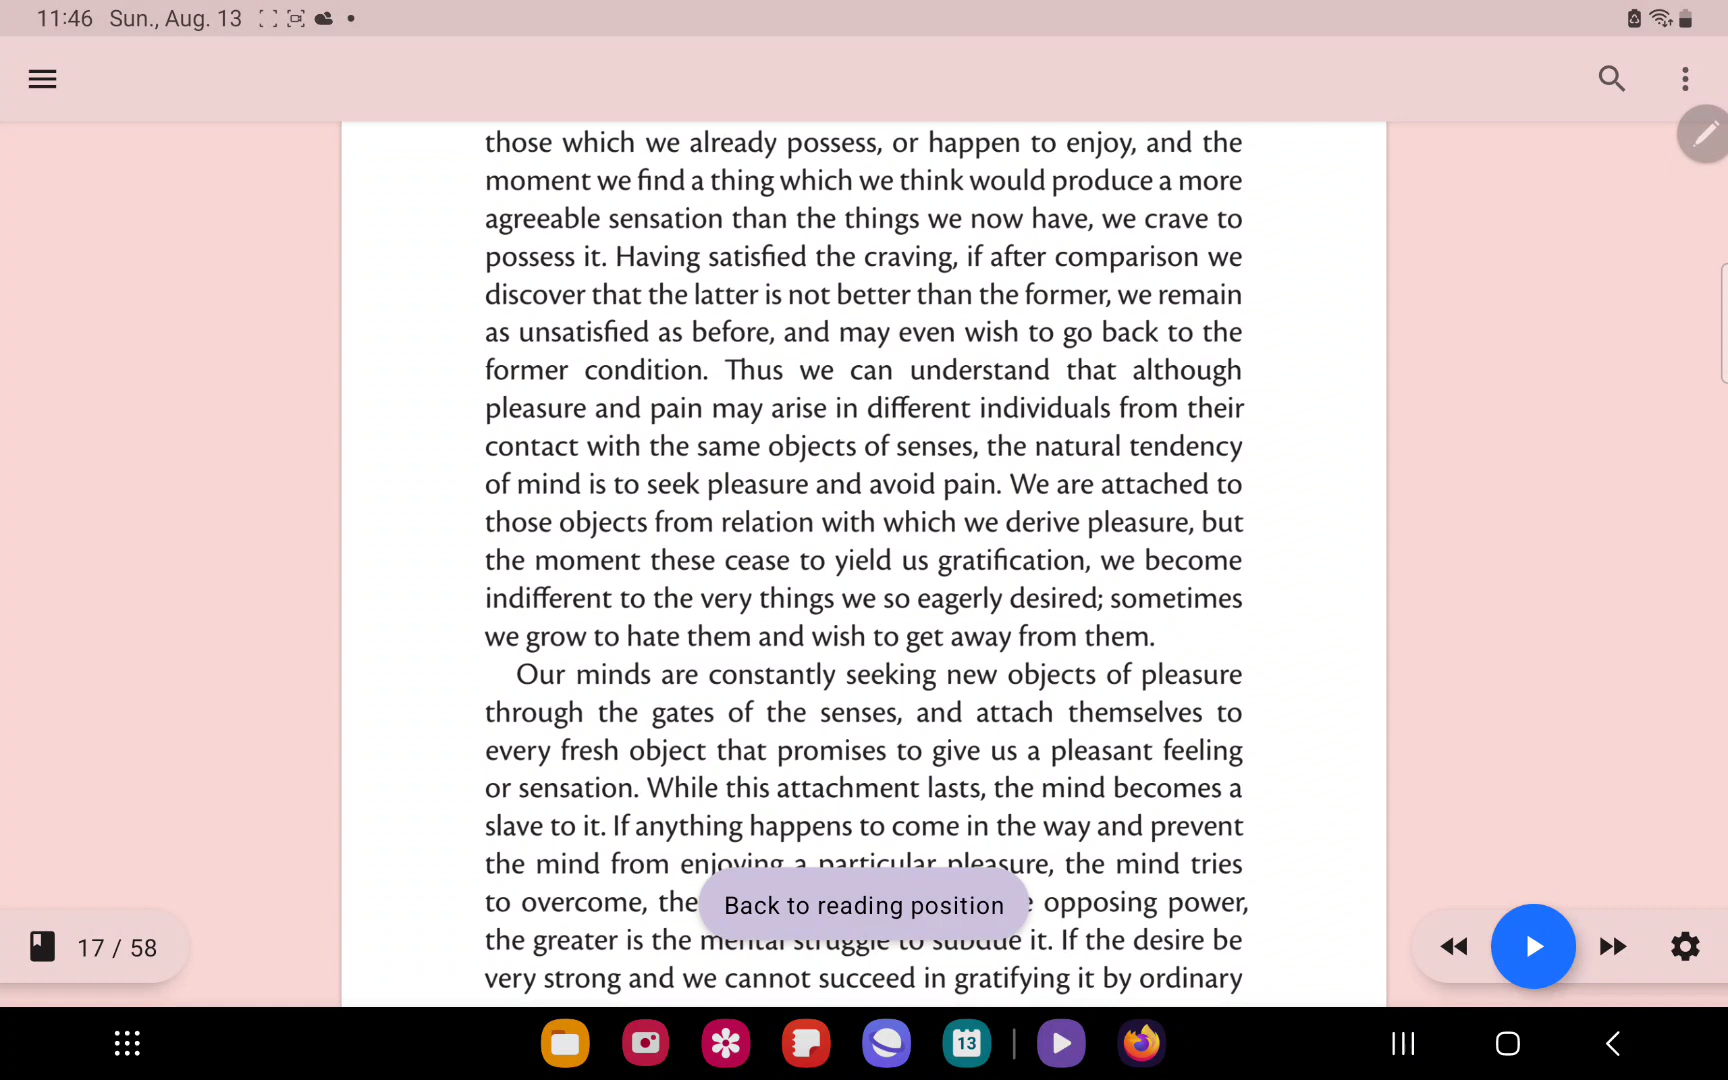 11:46 Sun., Aug. 13
those which we already possess, or happen to enjoy, and the
moment we find a thing which we think would produce a more
agreeable sensation than the things we now have, we crave to
possess it. Having satisfied the craving, if after comparison we
discover that the latter is not better than the former, we remain
as unsatisfied as before, and may even wish to go back to the
former condition. Thus we can understand that although
pleasure and pain may arise in different individuals from their
contact with the same objects of senses, the natural tendency
of mind is to seek pleasure and avoid pain. We are attached to
those objects from relation with which we derive pleasure, but
the moment these cease to yield us gratification, we become
indifferent to the very things we so eagerly desired; sometimes
we grow to hate them and wish to get away from them.
Our minds are constantly seeking new objects of pleasure
through the gates of the senses, and attach themselves to
every fresh object that promises to give us a pleasant feeling
or sensation. While this attachment lasts, the mind becomes a
slave to it. If anything happens to come in the way and prevent
the mind from enjoying a particular pleasure, the mind tries
to overcome, the opposing power,
Back to reading position
the greater is the mental struggle to subdue it. If the desire be
very strong and we cannot succeed in gratifying it by ordinary
17 / 58
13